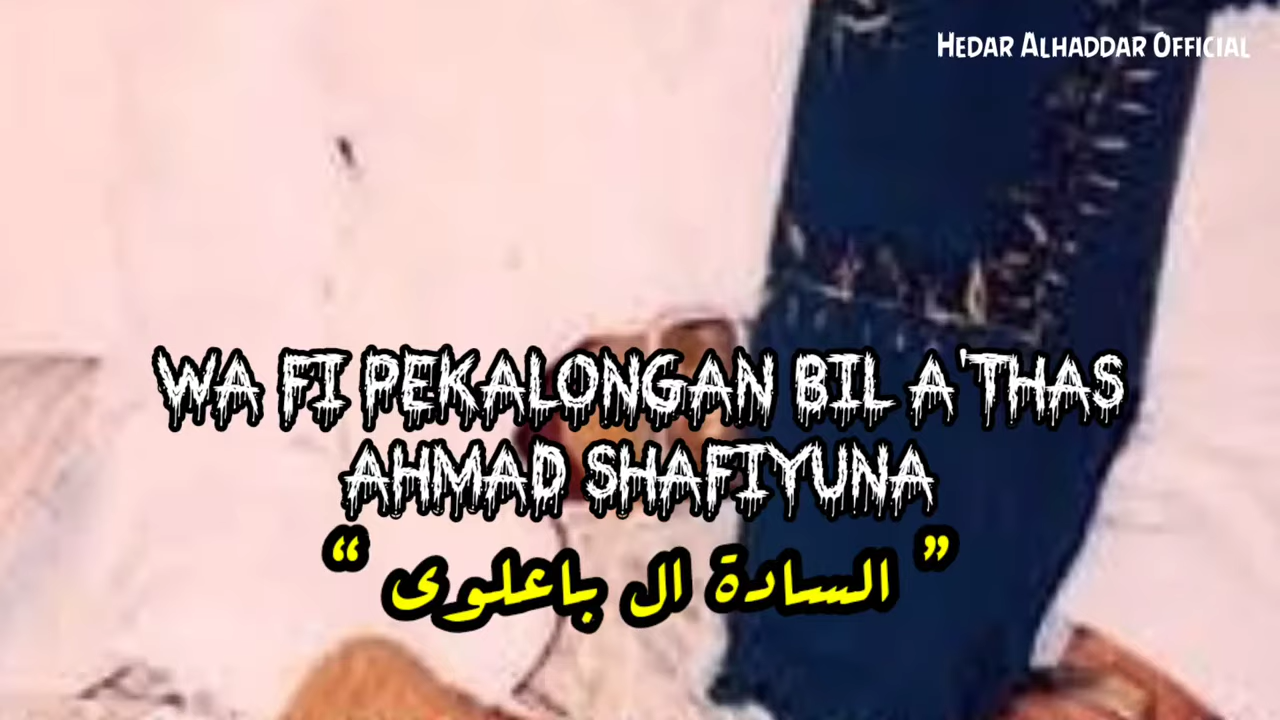 Hedar Alhaddar Official
WA FI PEKALONGAN BIL A'THAS
AHMAD SHAFIYUNA
” السادة ال باعلوى “